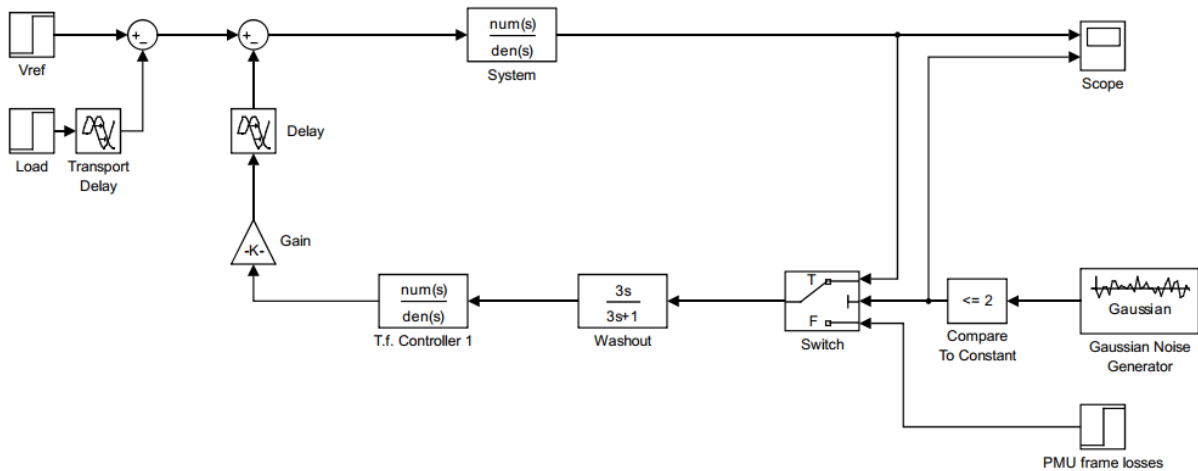 +
_
+
_
num(s)
den(s)
System
Vref
Scope
Delay
Load
Transport
Delay
Gain
-K-
num(s)
den(s)
T.f. Controller 1
3s
3s+1
Washout
T
F
Switch
<= 2
Compare
To Constant
Gaussian
Gaussian Noise
Generator
PMU frame losses